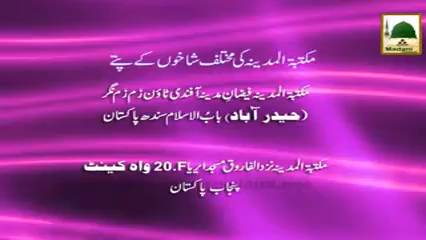 مکتبۃ المدینہ کی مختلف شاخوں کے پتے
مکتبۃ المدینہ فیضانِ مدینہ آفندی ٹاؤن زم زم نگر
(حیدر آباد) بابُ الاسلام سندھ پاکستان
مکتبۃ المدینہ نزد الفاروق مسجد ایریا 20.F واہ کینٹ
پنجاب پاکستان
Madani